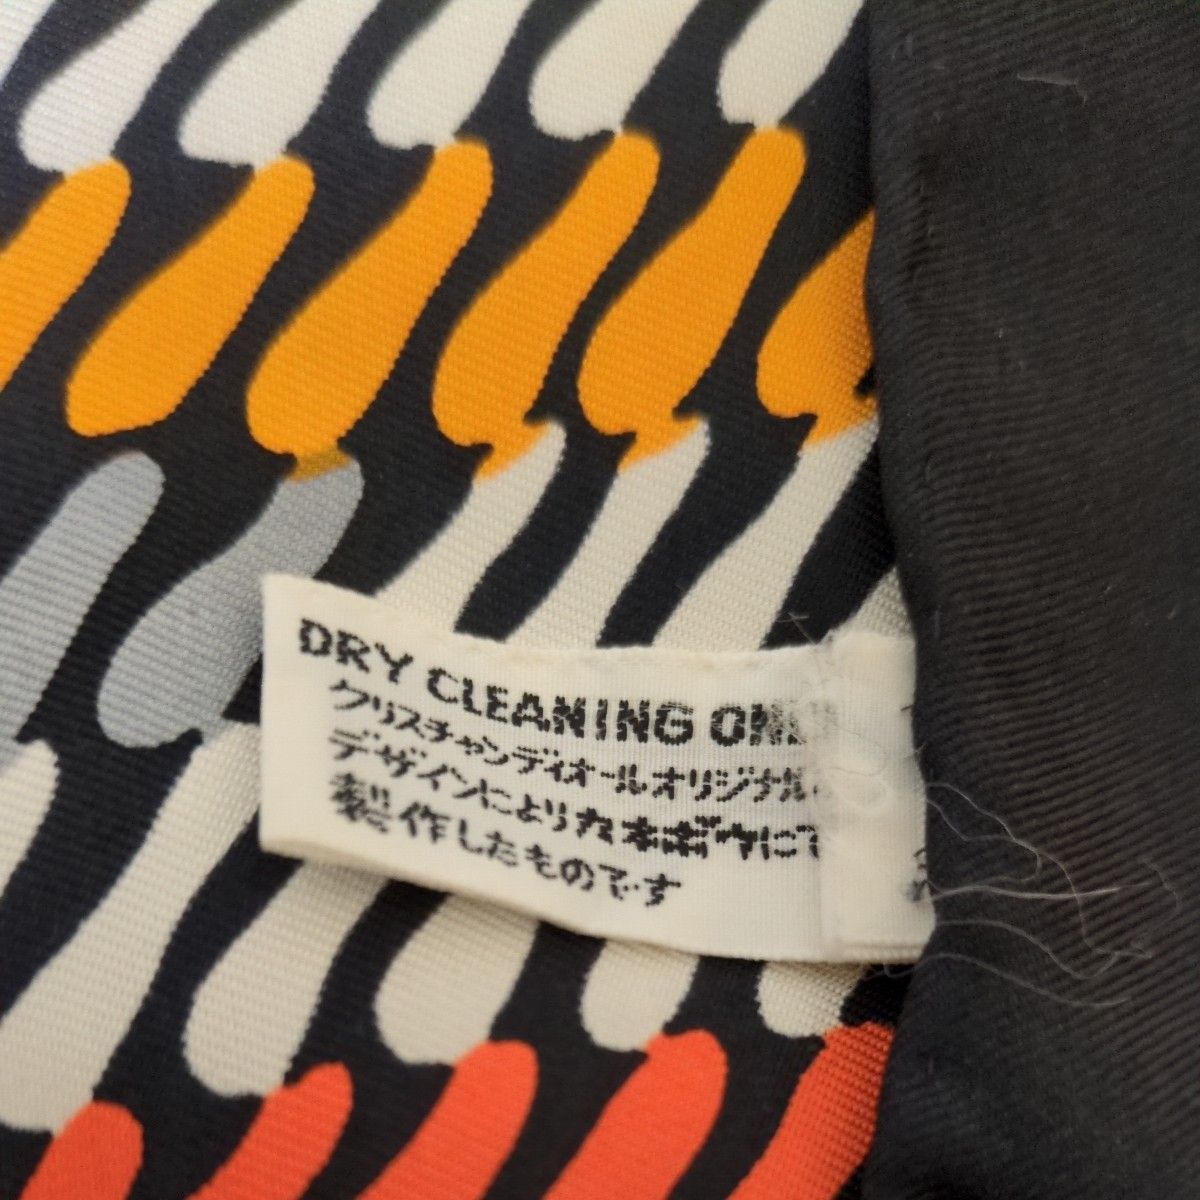 DRY CLEANING ONL
クリスチャンディオールオリジナル
デザインによりカネボウにて
製作したものです